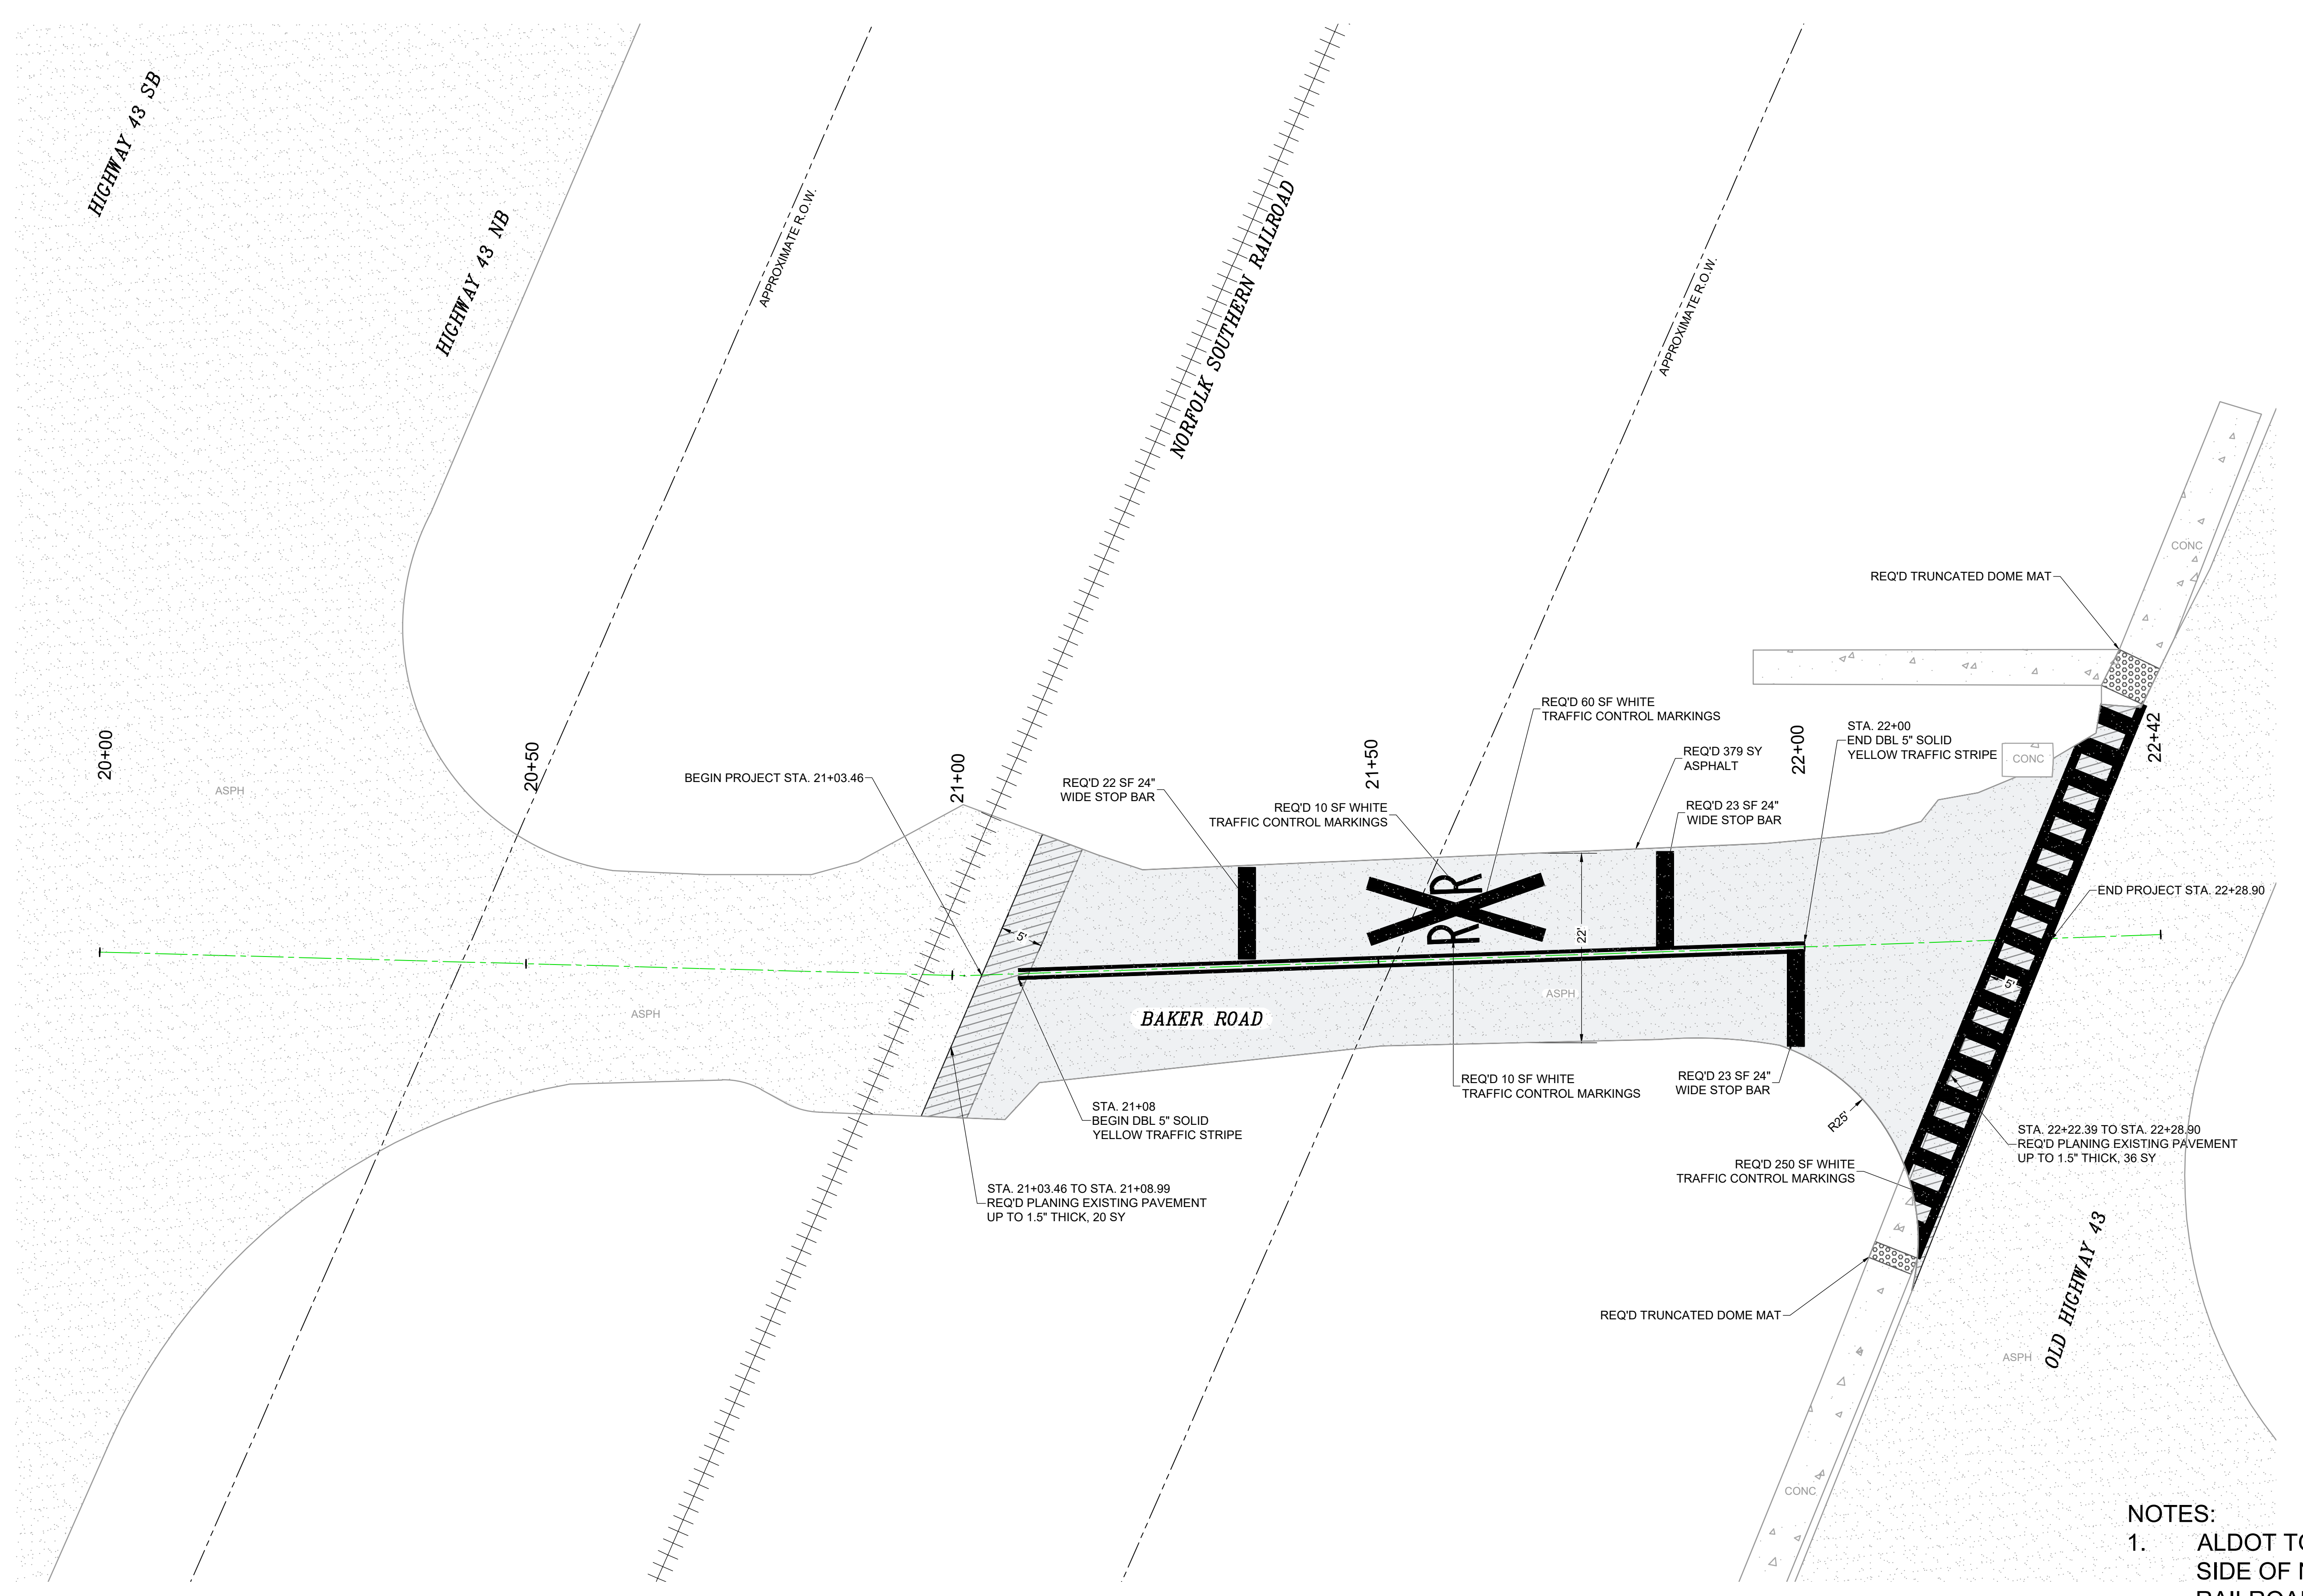 HIGHWAY 43 SB
HIGHWAY 43 NB
APPROXIMATE R.O.W.
NORFOLK SOUTHERN RAILROAD
APPROXIMATE R.O.W.
CONC
REQ'D TRUNCATED DOME MAT
REQ'D 60 SF WHITE
TRAFFIC CONTROL MARKINGS
STA. 22+00
END DBL 5" SOLID
YELLOW TRAFFIC STRIPE
REQ'D 379 SY
ASPHALT
CONC
20+00
20+50
21+00
21+50
22+00
22+42
ASPH
BEGIN PROJECT STA. 21+03.46
REQ'D 22 SF 24"
WIDE STOP BAR
REQ'D 10 SF WHITE
TRAFFIC CONTROL MARKINGS
REQ'D 23 SF 24"
WIDE STOP BAR
END PROJECT STA. 22+28.90
R
R
5'
22'
5'
ASPH
ASPH
BAKER ROAD
REQ'D 10 SF WHITE
TRAFFIC CONTROL MARKINGS
REQ'D 23 SF 24"
WIDE STOP BAR
STA. 21+08
BEGIN DBL 5" SOLID
YELLOW TRAFFIC STRIPE
R25'
STA. 22+22.39 TO STA. 22+28.90
REQ'D PLANING EXISTING PAVEMENT
UP TO 1.5" THICK, 36 SY
REQ'D 250 SF WHITE
TRAFFIC CONTROL MARKINGS
STA. 21+03.46 TO STA. 21+08.99
REQ'D PLANING EXISTING PAVEMENT
UP TO 1.5" THICK, 20 SY
REQ'D TRUNCATED DOME MAT
OLD HIGHWAY 43
ASPH
CONC
NOTES:
1. ALDOT
SIDE OF